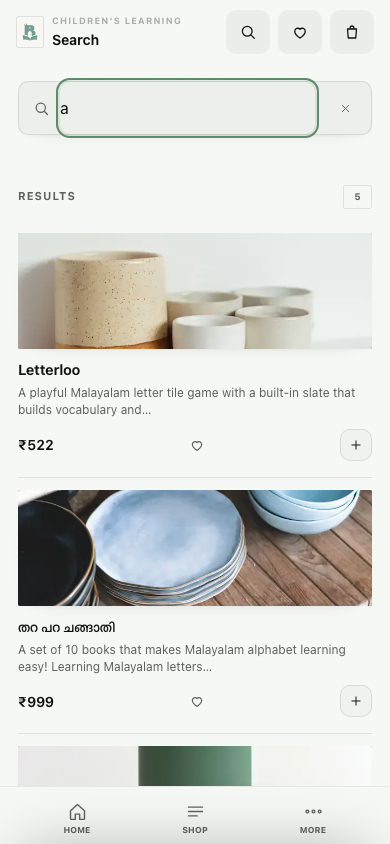 CHILDREN'S LEARNING
Search
a
RESULTS
5
Letterloo
A playful Malayalam letter tile game with a built-in slate that
builds vocabulary and...
₹522
തറ പറ ചങ്ങാതി
A set of 10 books that makes Malayalam alphabet learning
easy! Learning Malayalam letters...
₹999
HOME
SHOP
MORE